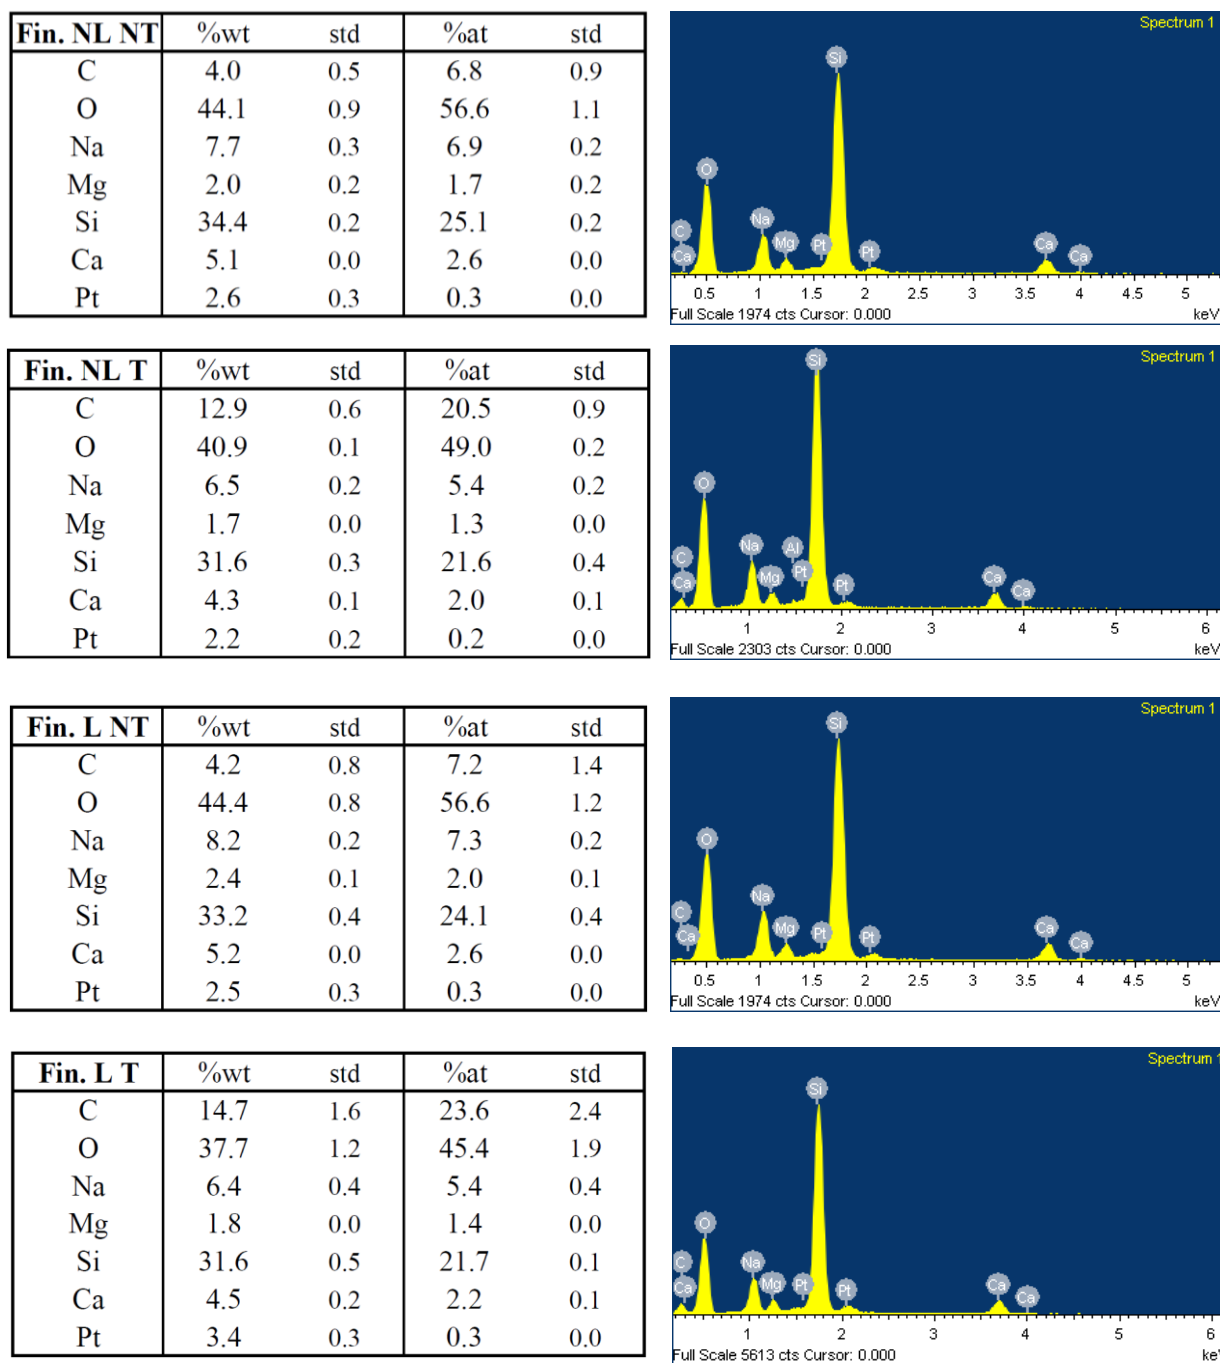 Fin. NL NT %wt std %at std
C 4.0 0.5 6.8 0.9
O 44.1 0.9 56.6 1.1
Na 7.7 0.3 6.9 0.2
Mg 2.0 0.2 1.7 0.2
Si 34.4 0.2 25.1 0.2
Ca 5.1 0.0 2.6 0.0
Pt 2.6 0.3 0.3 0.0
Spectrum 1
Si
O
Na
C Mg Pt Pt Ca Ca
Ca
0.5 1 1.5 2 2.5 3 3.5 4 4.5 5
Full Scale 1974 cts Cursor: 0.000 keV
Fin. NL T %wt std %at std
C 12.9 0.6 20.5 0.9
O 40.9 0.1 49.0 0.2
Na 6.5 0.2 5.4 0.2
Mg 1.7 0.0 1.3 0.0
Si 31.6 0.3 21.6 0.4
Ca 4.3 0.1 2.0 0.1
Pt 2.2 0.2 0.2 0.0
Spectrum 1
Si
O
Na Al
C Mg Pt Pt Ca Ca
Ca
1 2 3 4 5 6
Full Scale 2303 cts Cursor: 0.000 keV
Fin. L NT %wt std %at std
C 4.2 0.8 7.2 1.4
O 44.4 0.8 56.6 1.2
Na 8.2 0.2 7.3 0.2
Mg 2.4 0.1 2.0 0.1
Si 33.2 0.4 24.1 0.4
Ca 5.2 0.0 2.6 0.0
Pt 2.5 0.3 0.3 0.0
Spectrum 1
Si
O
Na
C Mg Pt Pt Ca Ca
Ca
0.5 1 1.5 2 2.5 3 3.5 4 4.5 5
Full Scale 1974 cts Cursor: 0.000 keV
Fin. L T %wt std %at std
C 14.7 1.6 23.6 2.4
O 37.7 1.2 45.4 1.9
Na 6.4 0.4 5.4 0.4
Mg 1.8 0.0 1.4 0.0
Si 31.6 0.5 21.7 0.1
Ca 4.5 0.2 2.2 0.1
Pt 3.4 0.3 0.3 0.0
Spectrum 1
Si
O
C Na
Ca Mg Pt Pt Ca Ca
1 2 3 4 5 6
Full Scale 5613 cts Cursor: 0.000 ke